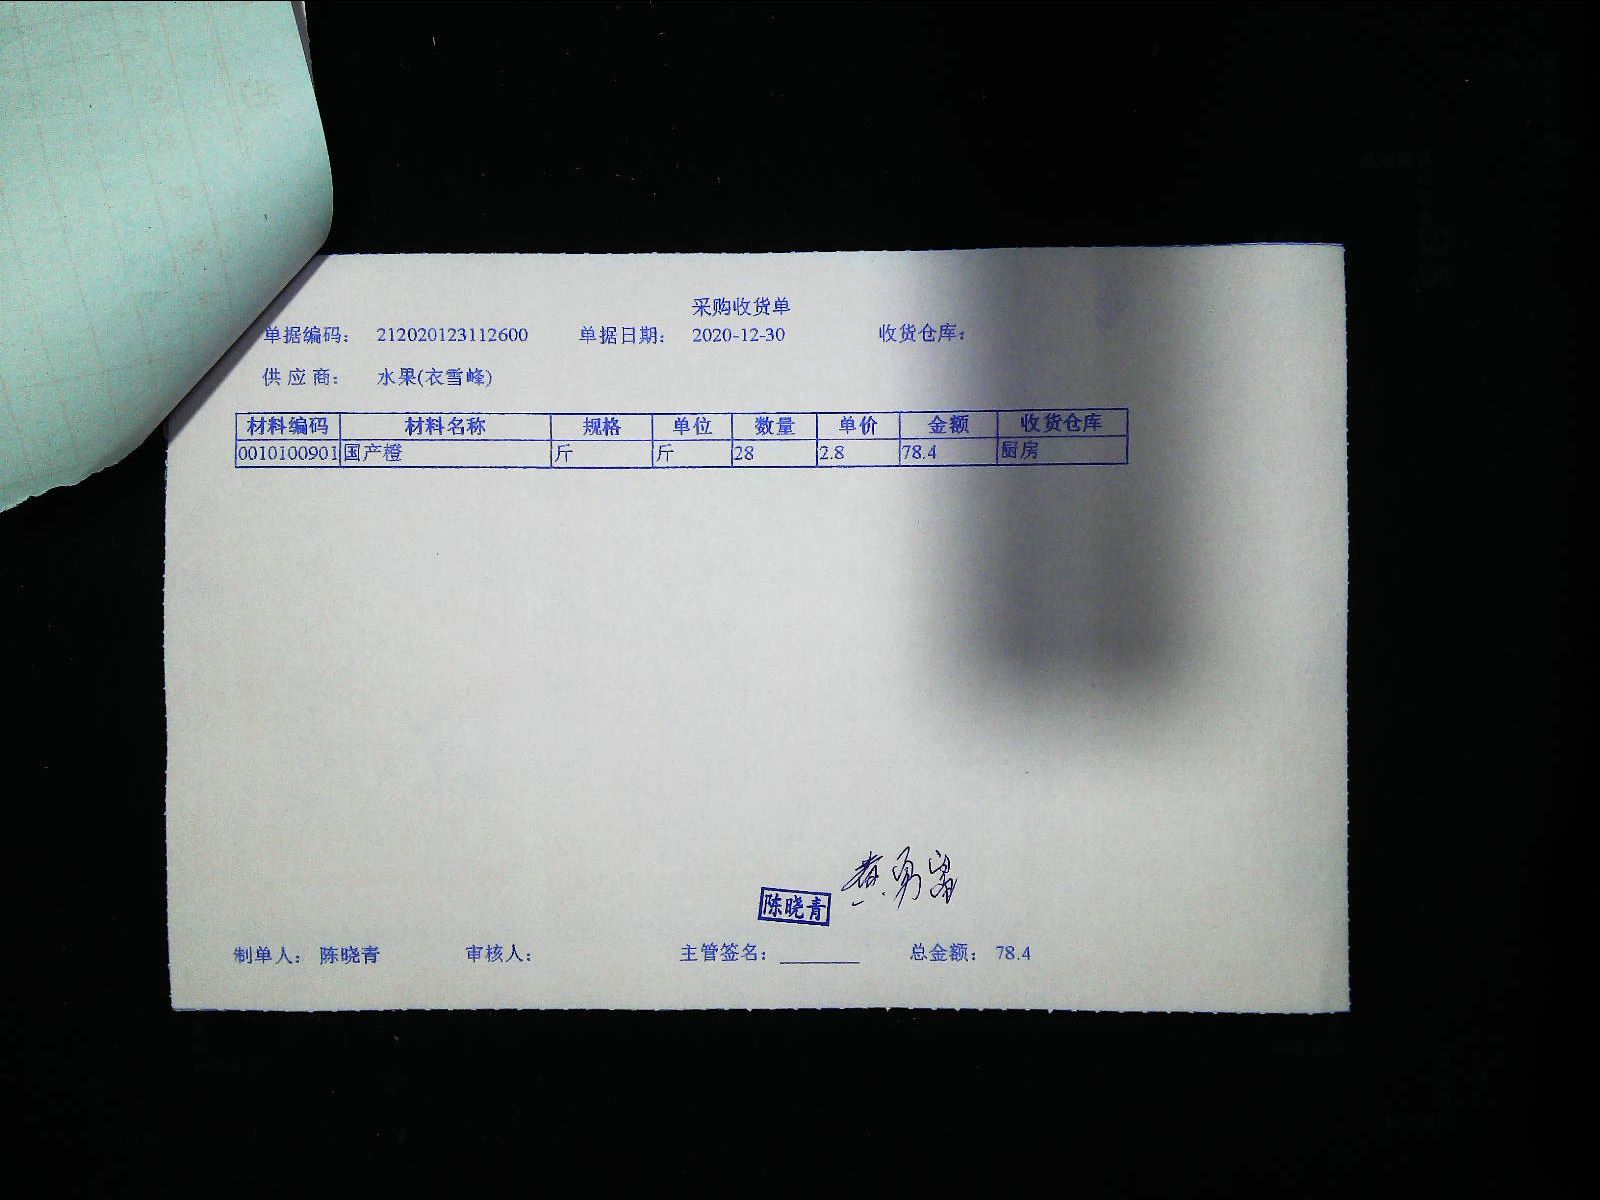 采购收货单
单据编码： 212020123112600 单据日期： 2020-12-30 收货仓库：
供应商： 水果(衣雪峰)
材料编码 材料名称 规格 单位 数量 单价 金额 收货仓库
0010100901 国产橙 斤 斤 28 2.8 78.4 厨房
陈晓青
制单人： 陈晓青 审核人： 主管签名：________ 总金额： 78.4